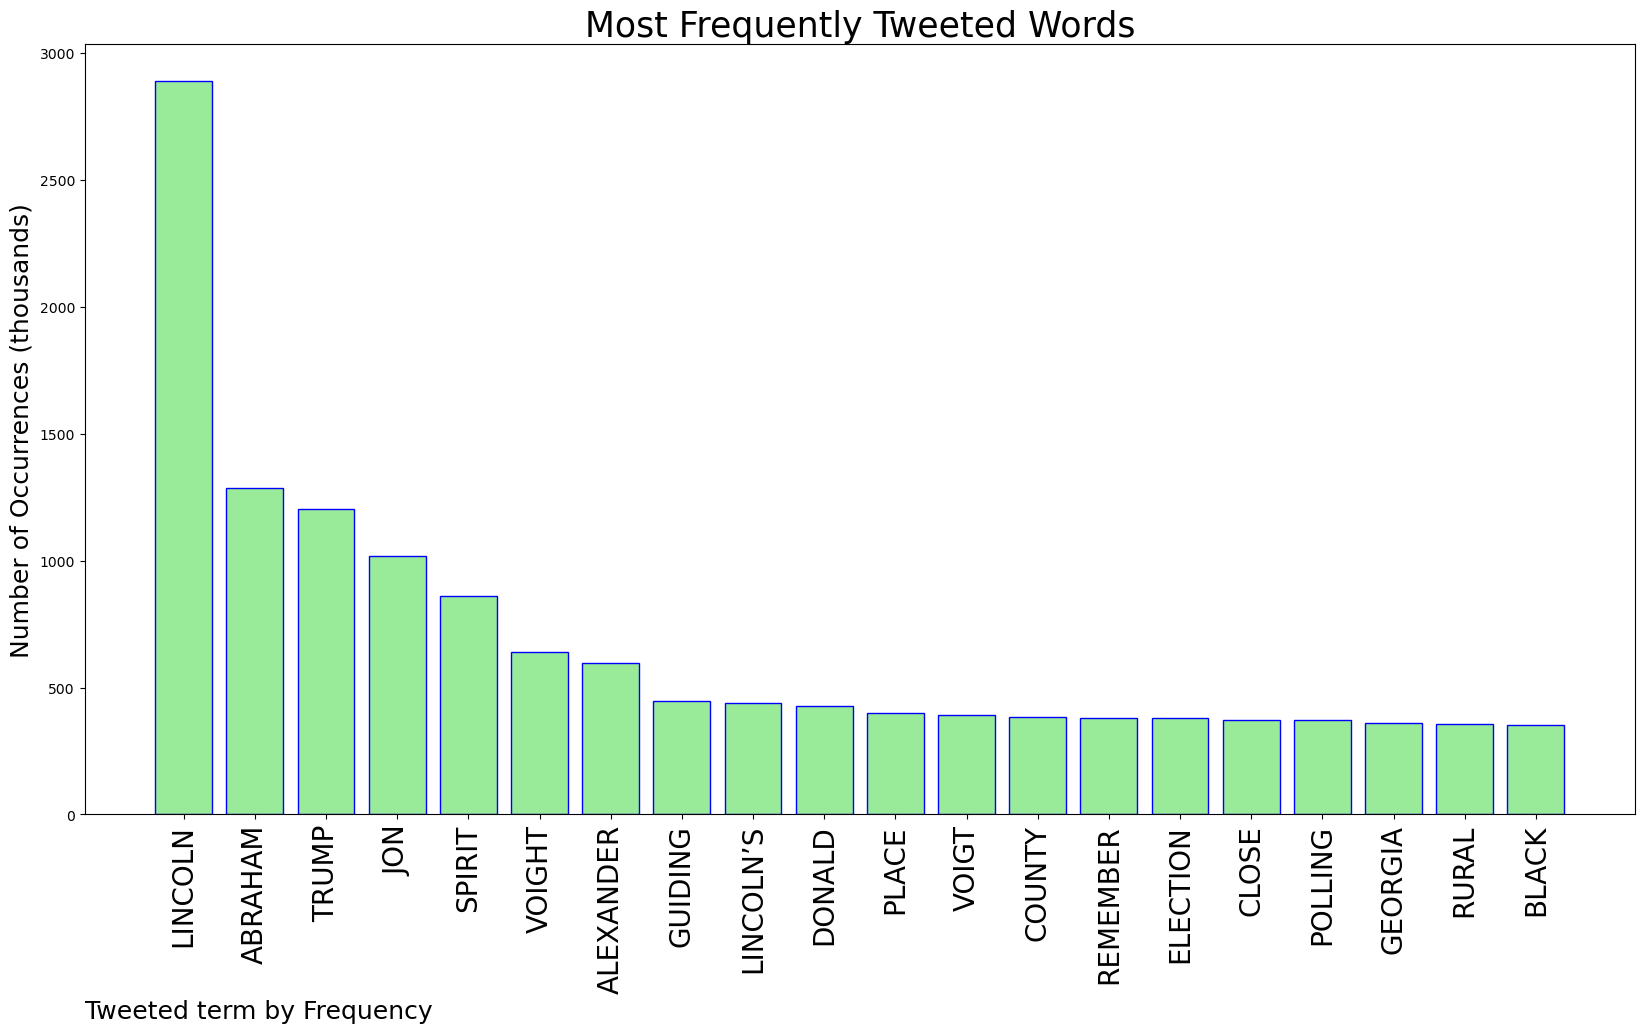 Most Frequently Tweeted Words
Number of Occurrences (thousands)
3000
2500
2000
1500
1000
500
0
LINCOLN
ABRAHAM
TRUMP
JON
SPIRIT
VOIGHT
ALEXANDER
GUIDING
LINCOLN’S
DONALD
PLACE
VOIGT
COUNTY
REMEMBER
ELECTION
CLOSE
POLLING
GEORGIA
RURAL
BLACK
Tweeted term by Frequency